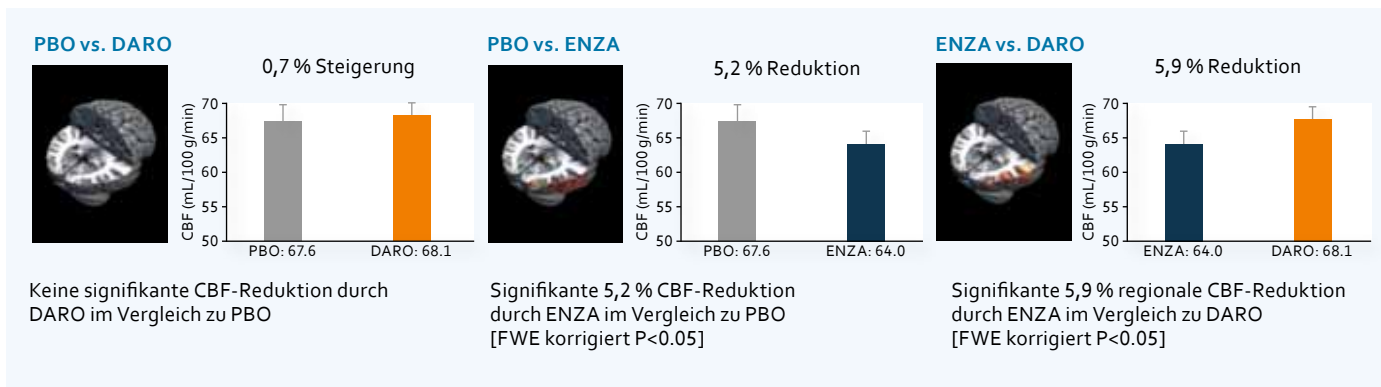 PBO vs. DARO
0,7 % Steigerung
CBF (mL/100 g/min)
70
65
60
55
50
PBO: 67.6
DARO: 68.1
Keine signifikante CBF-Reduktion durch
DARO im Vergleich zu PBO
PBO vs. ENZA
5,2 % Reduktion
CBF (mL/100 g/min)
70
65
60
55
50
PBO: 67.6
ENZA: 64.0
Signifikante 5,2 % CBF-Reduktion
durch ENZA im Vergleich zu PBO
[FWE korrigiert P<0.05]
ENZA vs. DARO
5,9 % Reduktion
CBF (mL/100 g/min)
70
65
60
55
50
ENZA: 64.0
DARO: 68.1
Signifikante 5,9 % regionale CBF-Reduktion
durch ENZA im Vergleich zu DARO
[FWE korrigiert P<0.05]